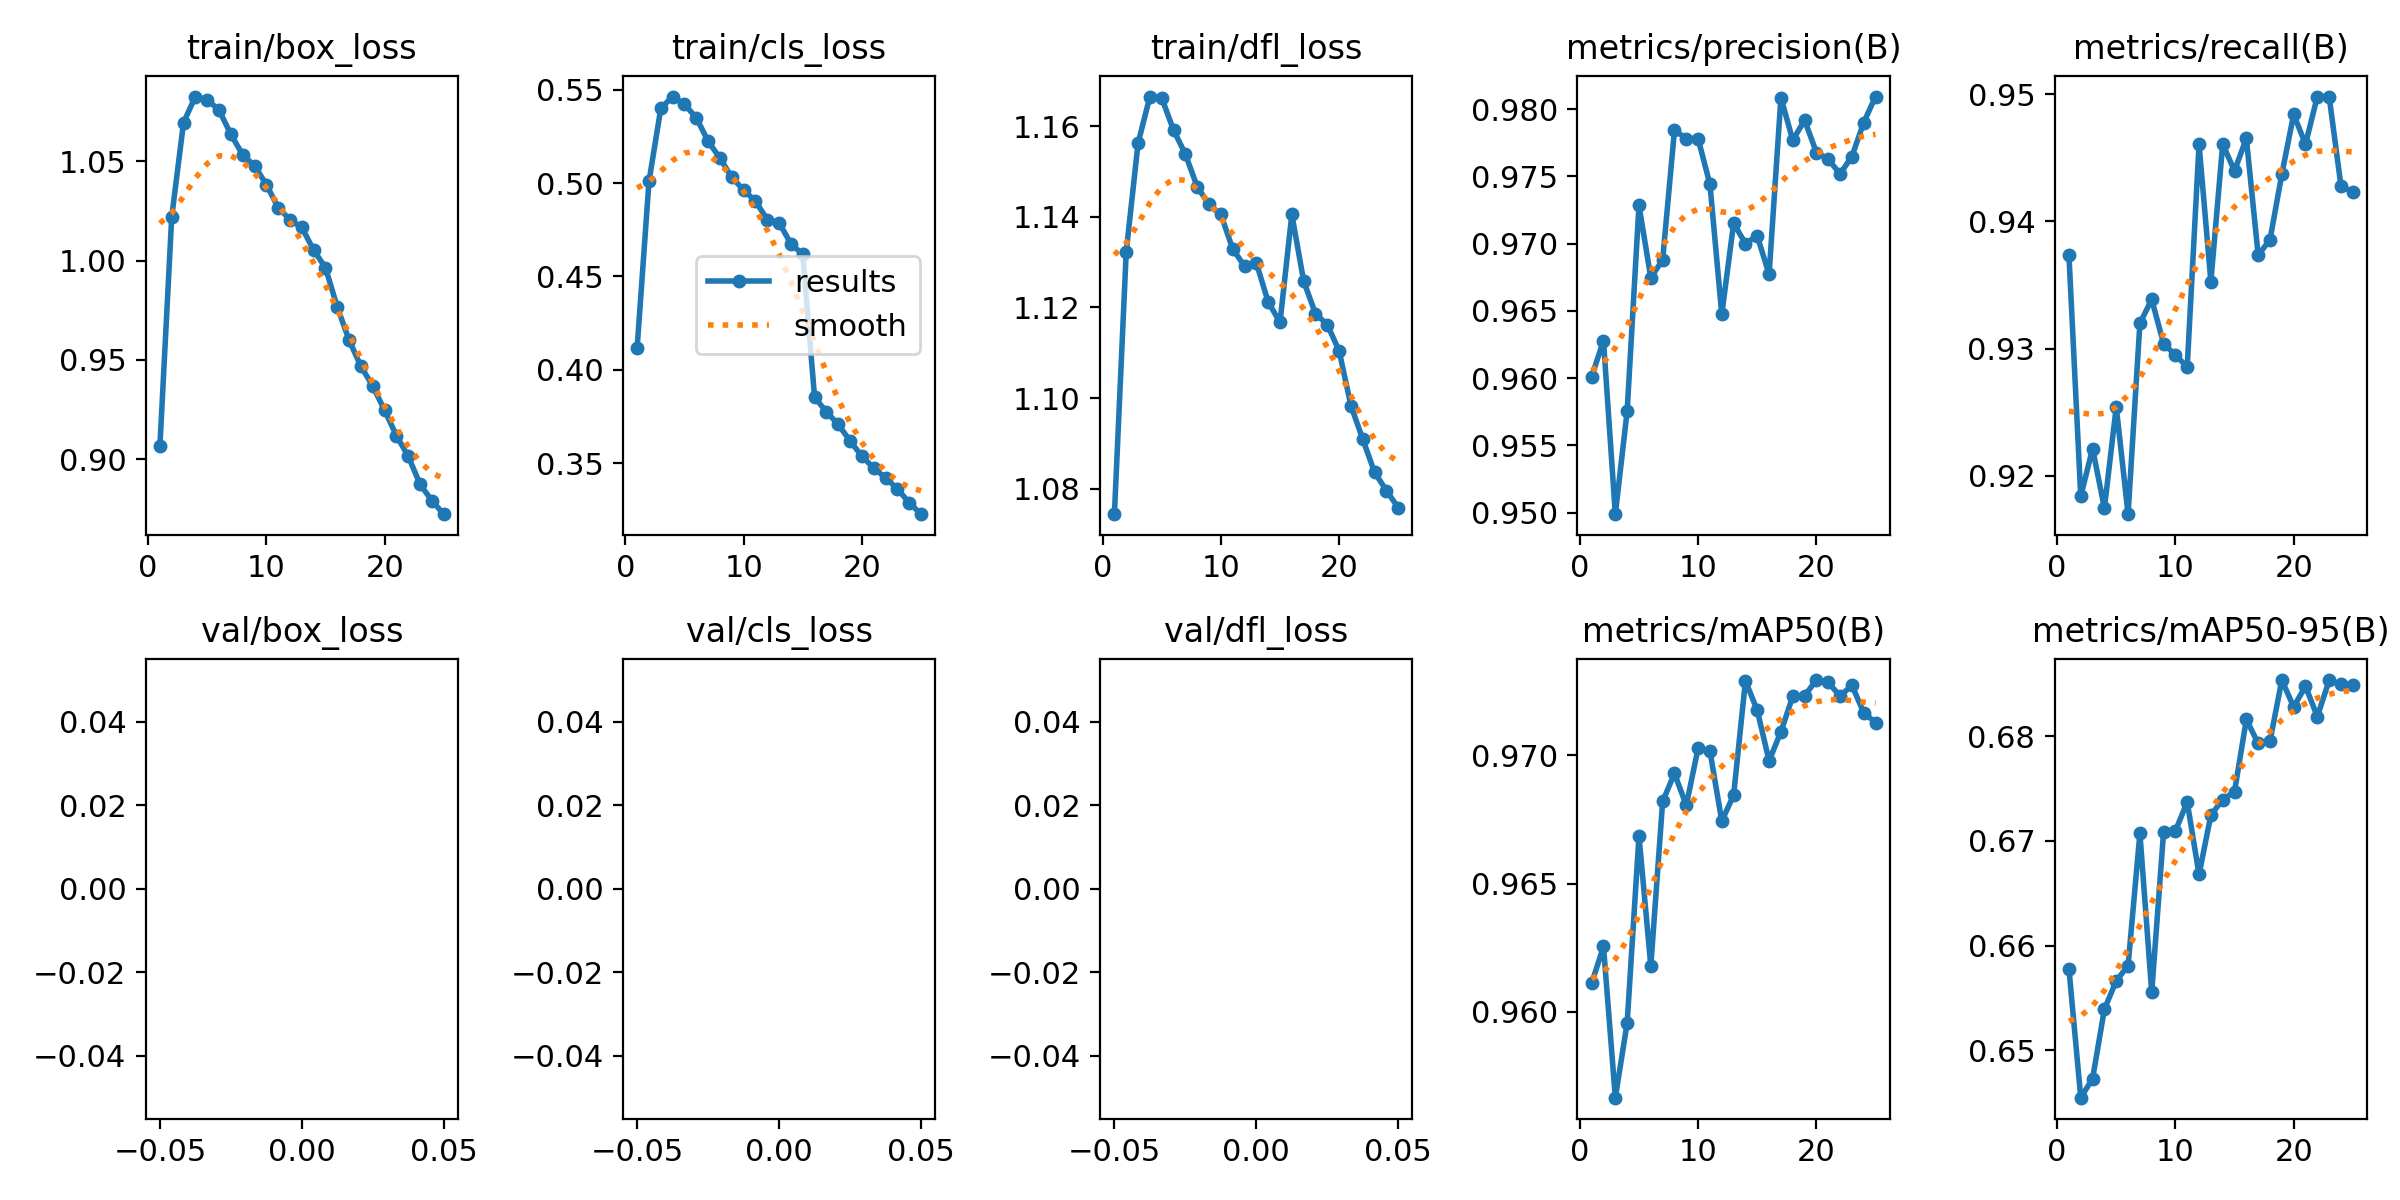 train/box_loss
train/cls_loss
train/dfl_loss
metrics/precision(B)
metrics/recall(B)
1.05
1.00
0.95
0.90
0 10 20
0.55
0.50
0.45
0.40
0.35
results
smooth
0 10 20
1.16
1.14
1.12
1.10
1.08
0 10 20
0.980
0.975
0.970
0.965
0.960
0.955
0.950
0 10 20
0.95
0.94
0.93
0.92
0 10 20
val/box_loss
val/cls_loss
val/dfl_loss
metrics/mAP50(B)
metrics/mAP50-95(B)
0.04
0.02
0.00
−0.02
−0.04
−0.05 0.00 0.05
0.04
0.02
0.00
−0.02
−0.04
−0.05 0.00 0.05
0.04
0.02
0.00
−0.02
−0.04
−0.05 0.00 0.05
0.970
0.965
0.960
0 10 20
0.68
0.67
0.66
0.65
0 10 20